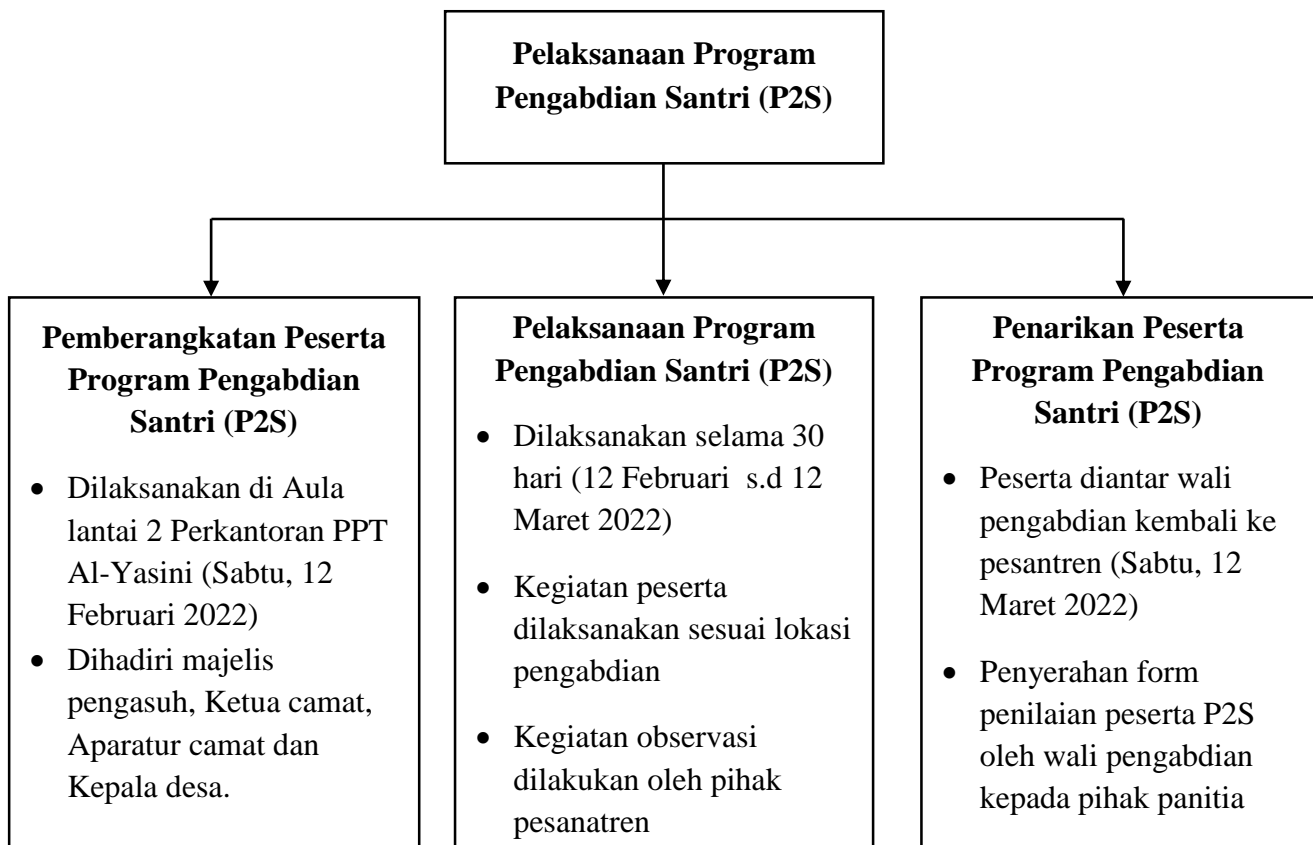 Pelaksanaan Program
Pengabdian Santri (P2S)
Pemberangkatan Peserta
Program Pengabdian
Santri (P2S)
• Dilaksanakan di Aula
lantai 2 Perkantoran PPT
Al-Yasini (Sabtu, 12
Februari 2022)
• Dihadiri majelis
pengasuh, Ketua camat,
Aparatur camat dan
Kepala desa.
Pelaksanaan Program
Pengabdian Santri (P2S)
• Dilaksanakan selama 30
hari (12 Februari  s.d 12
Maret 2022)
• Kegiatan peserta
dilaksanakan sesuai lokasi
pengabdian
• Kegiatan observasi
dilakukan oleh pihak
pesanatren
Penarikan Peserta
Program Pengabdian
Santri (P2S)
• Peserta diantar wali
pengabdian kembali ke
pesantren (Sabtu, 12
Maret 2022)
• Penyerahan form
penilaian peserta P2S
oleh wali pengabdian
kepada pihak panitia